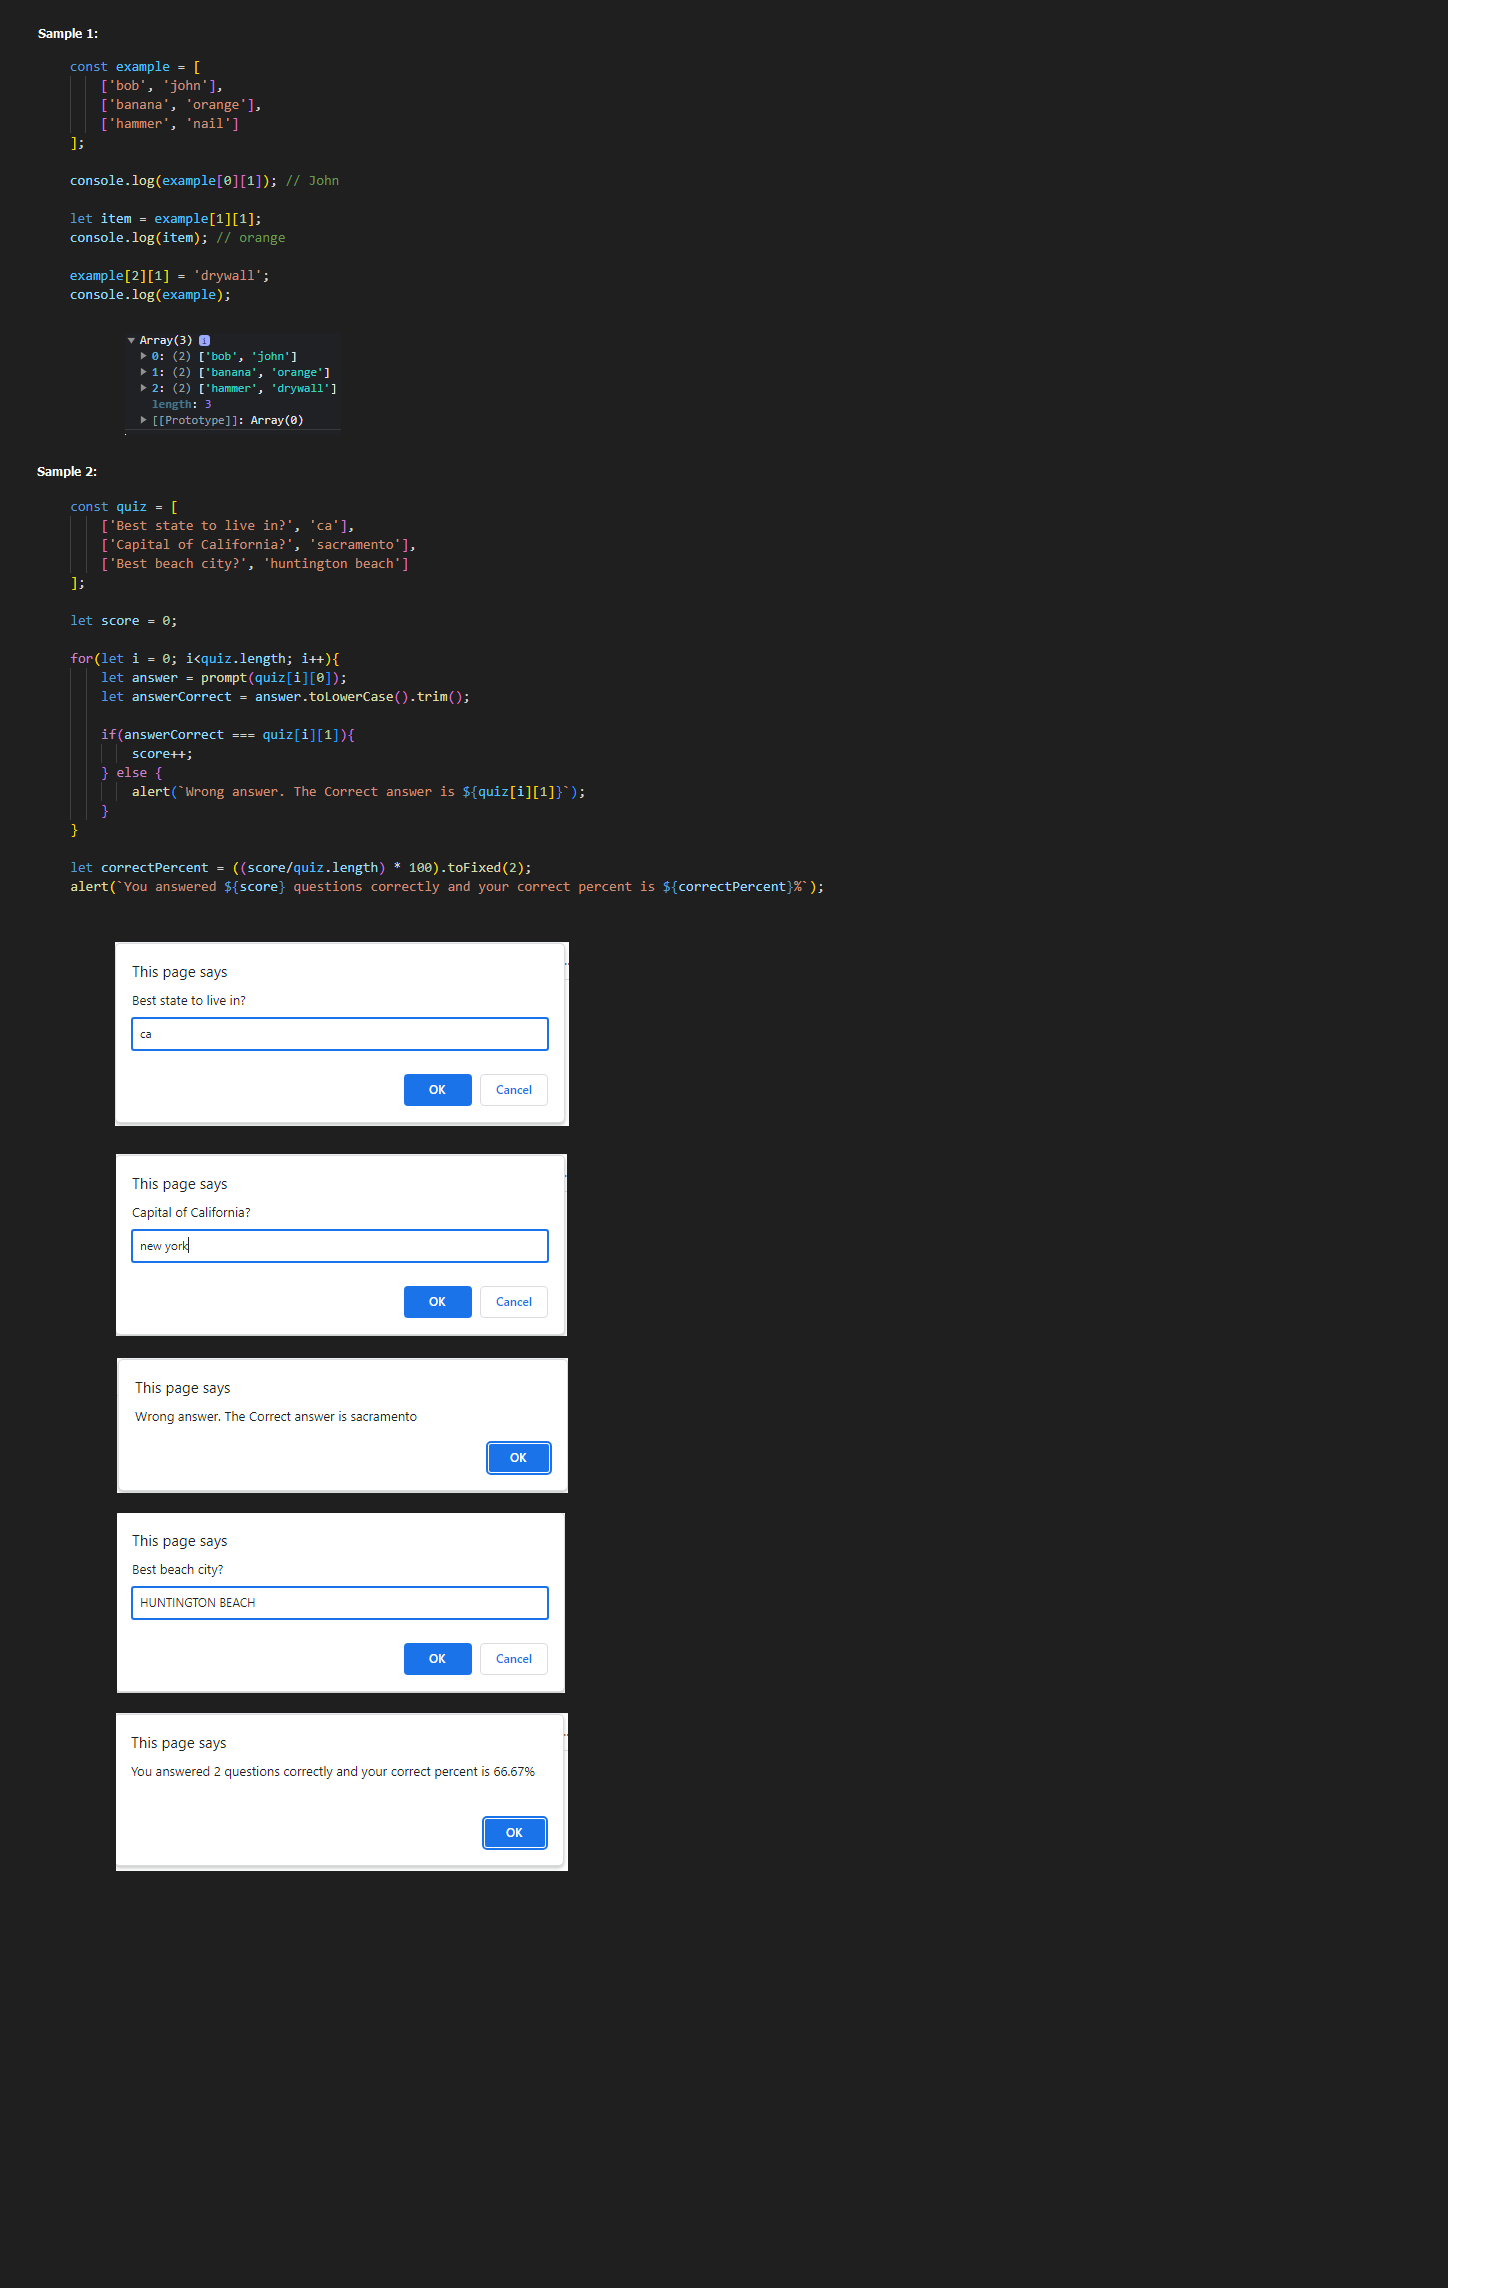 Sample 1:
const example = [
['bob', 'john'],
['banana', 'orange'],
['hammer', 'nail']
];
console.log(example[0][1]); // John
let item = example[1][1];
console.log(item); // orange
example[2][1] = 'drywall';
console.log(example);
Array(3) i
0: (2) ['bob', 'john']
1: (2) ['banana', 'orange']
2: (2) ['hammer', 'drywall']
length: 3
[[Prototype]]: Array(0)
Sample 2:
const quiz = [
['Best state to live in?', 'ca'],
['Capital of California?', 'sacramento'],
['Best beach city?', 'huntington beach']
];
let score = 0;
for(let i = 0; i<quiz.length; i++){
let answer = prompt(quiz[i][0]);
let answerCorrect = answer.toLowerCase().trim();
if(answerCorrect === quiz[i][1]){
score++;
} else {
alert(`Wrong answer. The Correct answer is ${quiz[i][1]}`);
}
}
let correctPercent = ((score/quiz.length) * 100).toFixed(2);
alert(`You answered ${score} questions correctly and your correct percent is ${correctPercent}%`);
This page says
Best state to live in?
ca
OK Cancel
This page says
Capital of California?
new york
OK Cancel
This page says
Wrong answer. The Correct answer is sacramento
OK
This page says
Best beach city?
HUNTINGTON BEACH
OK Cancel
This page says
You answered 2 questions correctly and your correct percent is 66.67%
OK